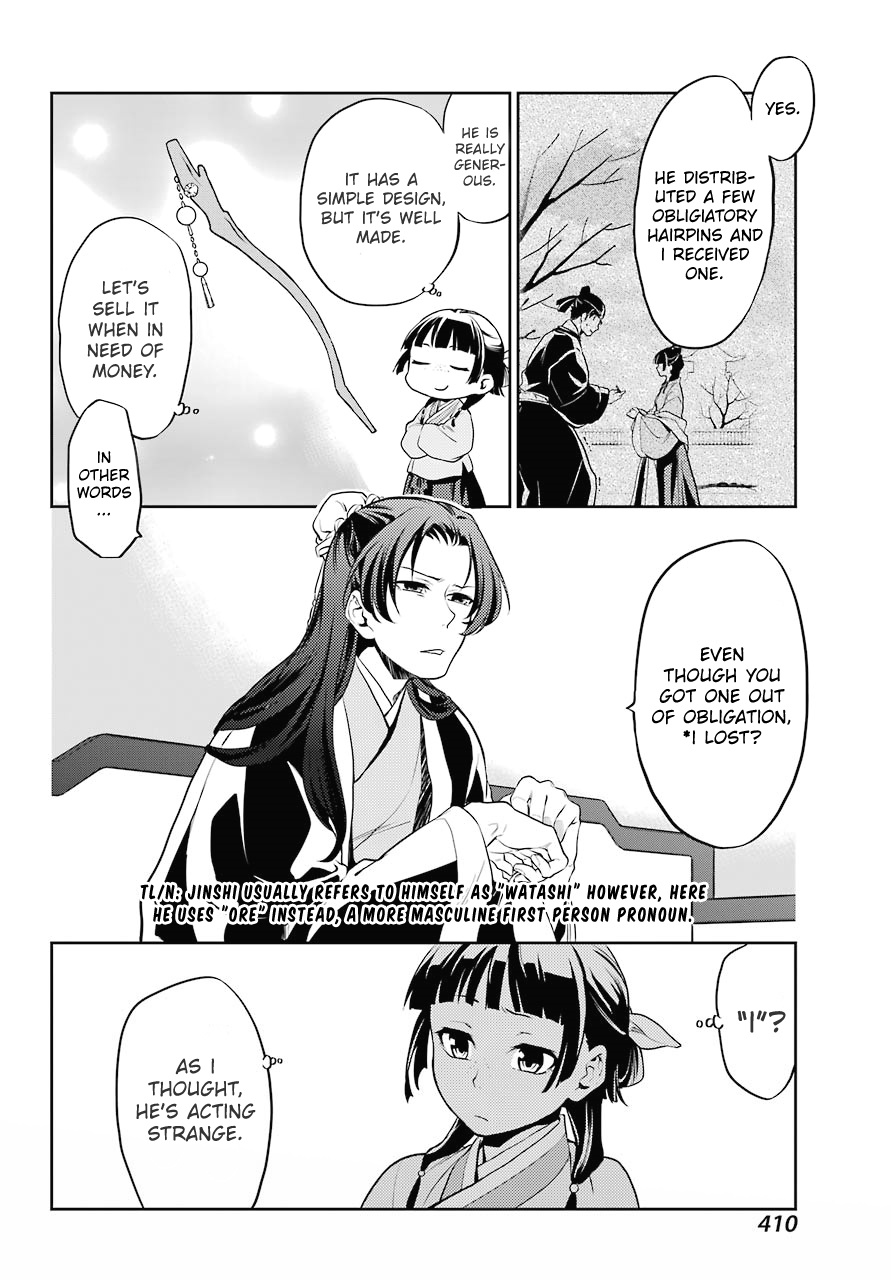 YES.
HE DISTRIB-
UTED A FEW
OBLIGIATORY
HAIRPINS AND
I RECEIVED
ONE.
HE IS
REALLY
GENER-
OUS.
IT HAS A
SIMPLE DESIGN,
BUT IT'S WELL
MADE.
LET'S
SELL IT
WHEN IN
NEED OF
MONEY.
IN
OTHER
WORDS
...
EVEN
THOUGH YOU
GOT ONE OUT
OF OBLIGATION,
*I LOST?
TL/N: JINSHI USUALLY REFERS TO HIMSELF AS "WATASHI" HOWEVER, HERE
HE USES "ORE" INSTEAD, A MORE MASCULINE FIRST PERSON PRONOUN.
"I"?
AS I
THOUGHT,
HE'S ACTING
STRANGE.
410